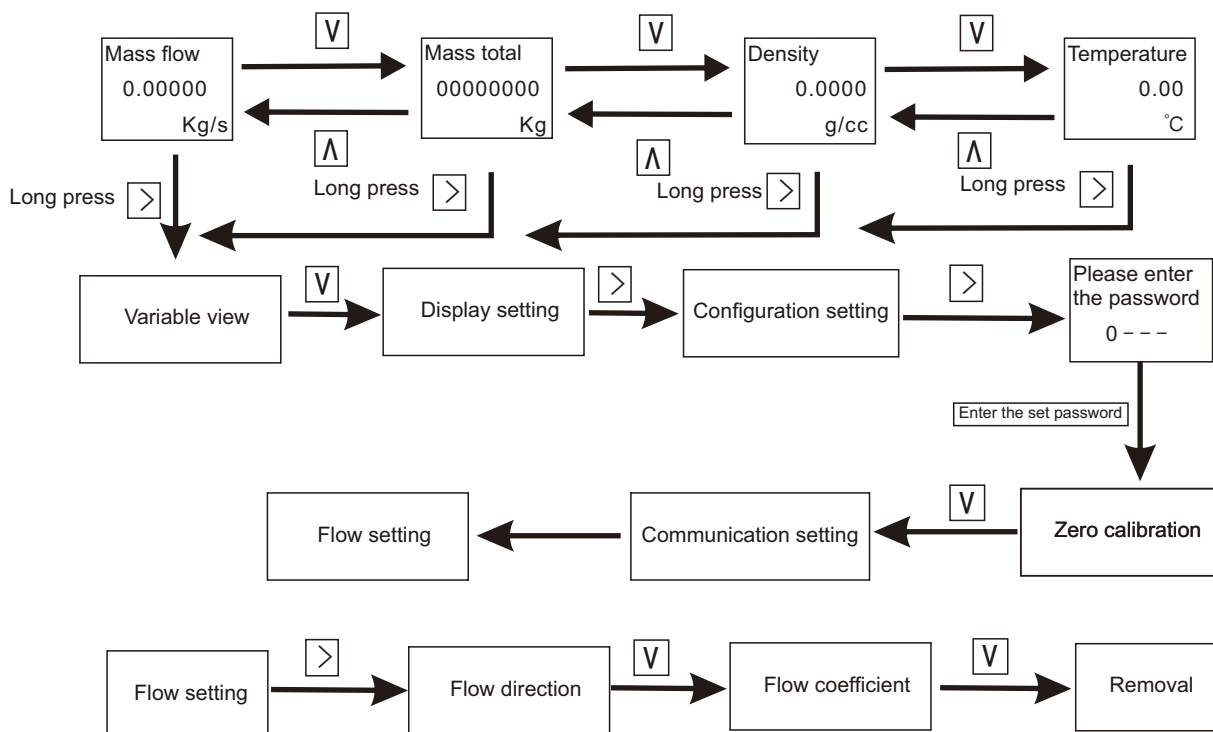 V
V
V
Mass flow
0.00000
Kg/s
Mass total
00000000
Kg
Density
0.0000
g/cc
Temperature
0.00
°C
Λ
Λ
Λ
Long press >
Long press >
Long press >
Long press >
Variable view
V
Display setting
>
Configuration setting
>
Please enter
the password
0---
Enter the set password
Flow setting
Communication setting
V
Zero calibration
Flow setting
>
Flow direction
V
Flow coefficient
V
Removal